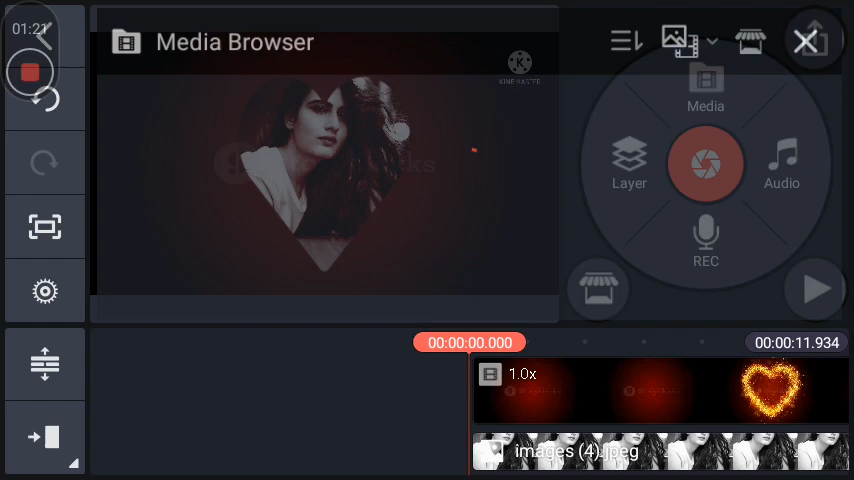 01:21
Media Browser
KINEMASTER
Media
Layer
Audio
REC
00:00:00.000
00:00:11.934
1.0x
images (4).jpeg